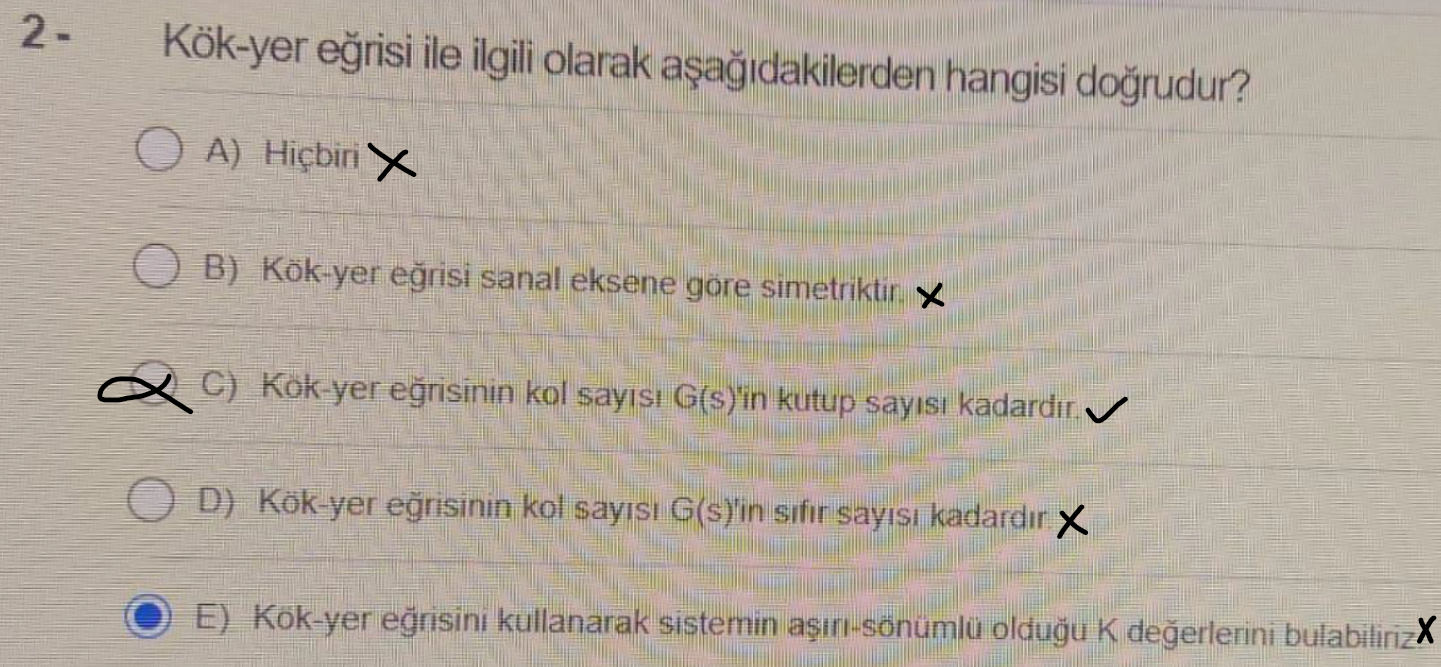 2 -
Kök-yer eğrisi ile ilgili olarak aşağıdakilerden hangisi doğrudur?
A) Hiçbiri
B) Kök-yer eğrisi sanal eksene göre simetriktir.
C) Kök-yer eğrisinin kol sayısı G(s)'in kutup sayısı kadardır.
D) Kök-yer eğrisinin kol sayısı G(s)'in sıfır sayısı kadardır
E) Kök-yer eğrisini kullanarak sistemin aşırı-sönümlü olduğu K değerlerini bulabiliriz.